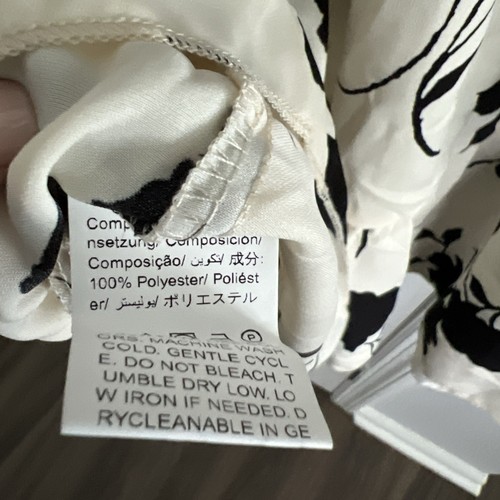 nsetzung/ Composición/
Composição/ تكوين/ 成分:
100% Polyester/ Poliést
er/ بوليستر/ ポリエステル
P
ORS. MACHINE WASH
COLD. GENTLE CYCL
E. DO NOT BLEACH. T
UMBLE DRY LOW. LO
W IRON IF NEEDED. D
RYCLEANABLE IN GE